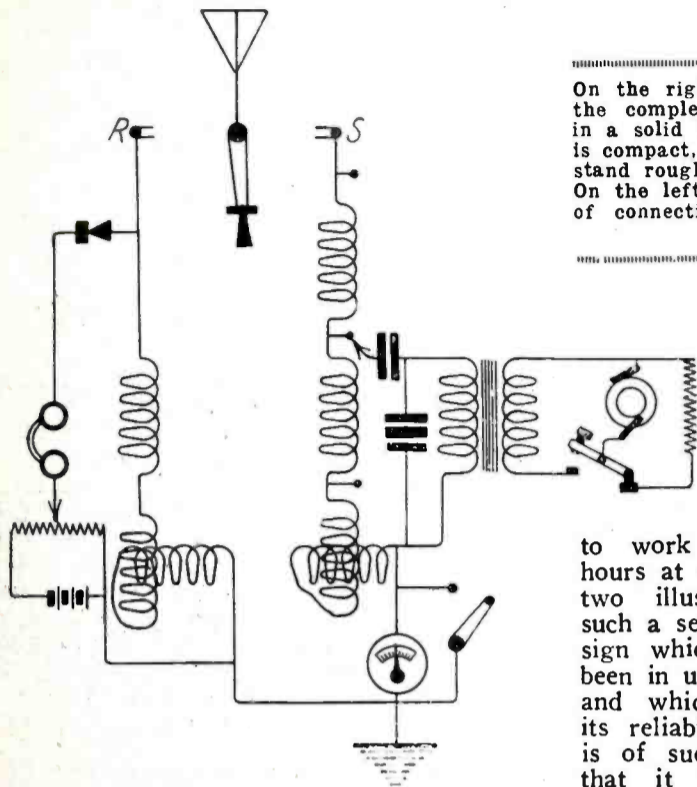 On the rig
the comple
in a solid
is compact,
stand rough
On the left
of connecti
R
S
to work
hours at
two illus
such a se
sign whic
been in u
and whic
its reliab
is of suc
that it